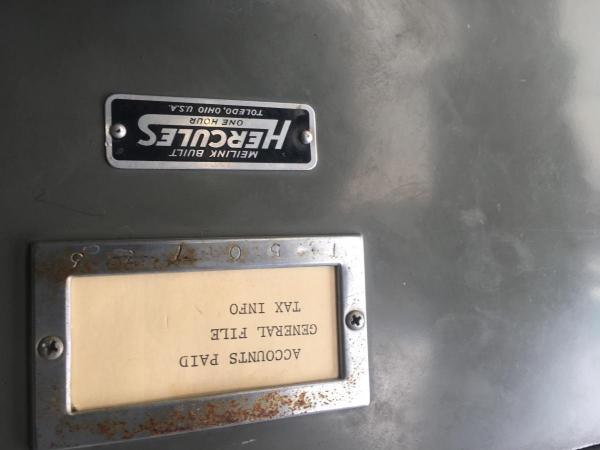 ACCOUNTS PAID
GENERAL FILE
TAX INFO
MEILINK BUILT
HERCULES
ONE HOUR
TOLEDO, OHIO U.S.A.